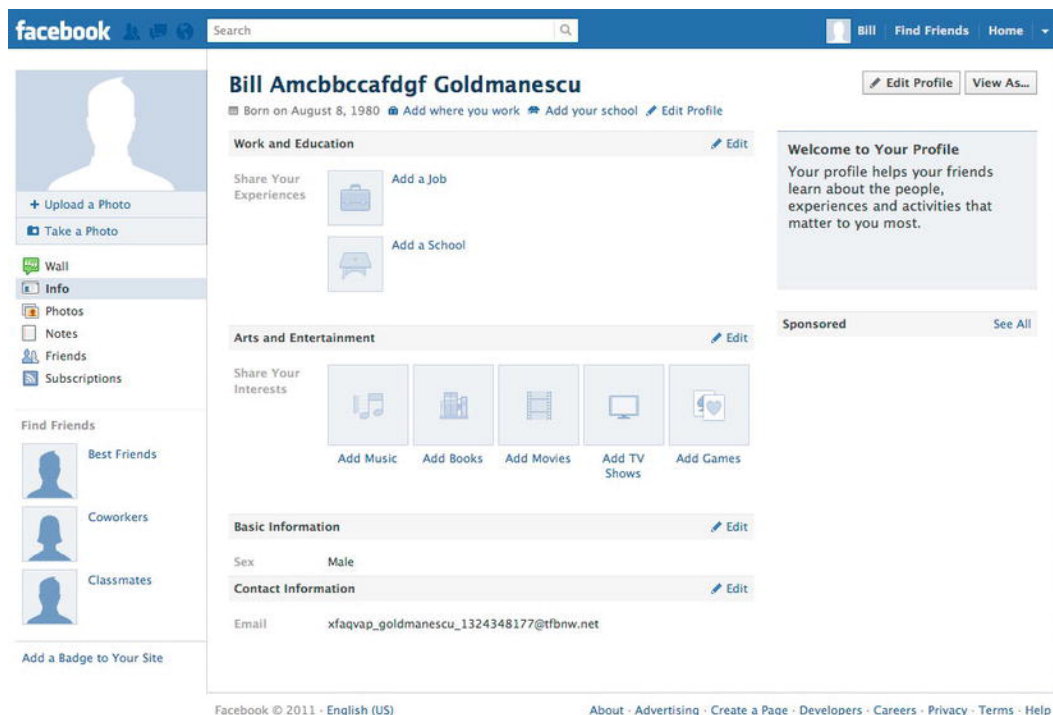 facebook
Search
Bill Find Friends Home
Bill Amcbbccafdgf Goldmanescu
Edit Profile View As...
Born on August 8, 1980 Add where you work Add your school Edit Profile
+ Upload a Photo
Take a Photo
Wall
Info
Photos
Notes
Friends
Subscriptions
Find Friends
Best Friends
Coworkers
Classmates
Add a Badge to Your Site
Work and Education Edit
Share Your
Experiences
Add a Job
Add a School
Arts and Entertainment Edit
Share Your
Interests
Add Music Add Books Add Movies Add TV Add Games
Shows
Basic Information Edit
Sex Male
Contact Information Edit
Email xfaqvap_goldmanescu_1324348177@tfbnw.net
Welcome to Your Profile
Your profile helps your friends
learn about the people,
experiences and activities that
matter to you most.
Sponsored See All
Facebook © 2011 · English (US)
About · Advertising · Create a Page · Developers · Careers · Privacy · Terms · Help